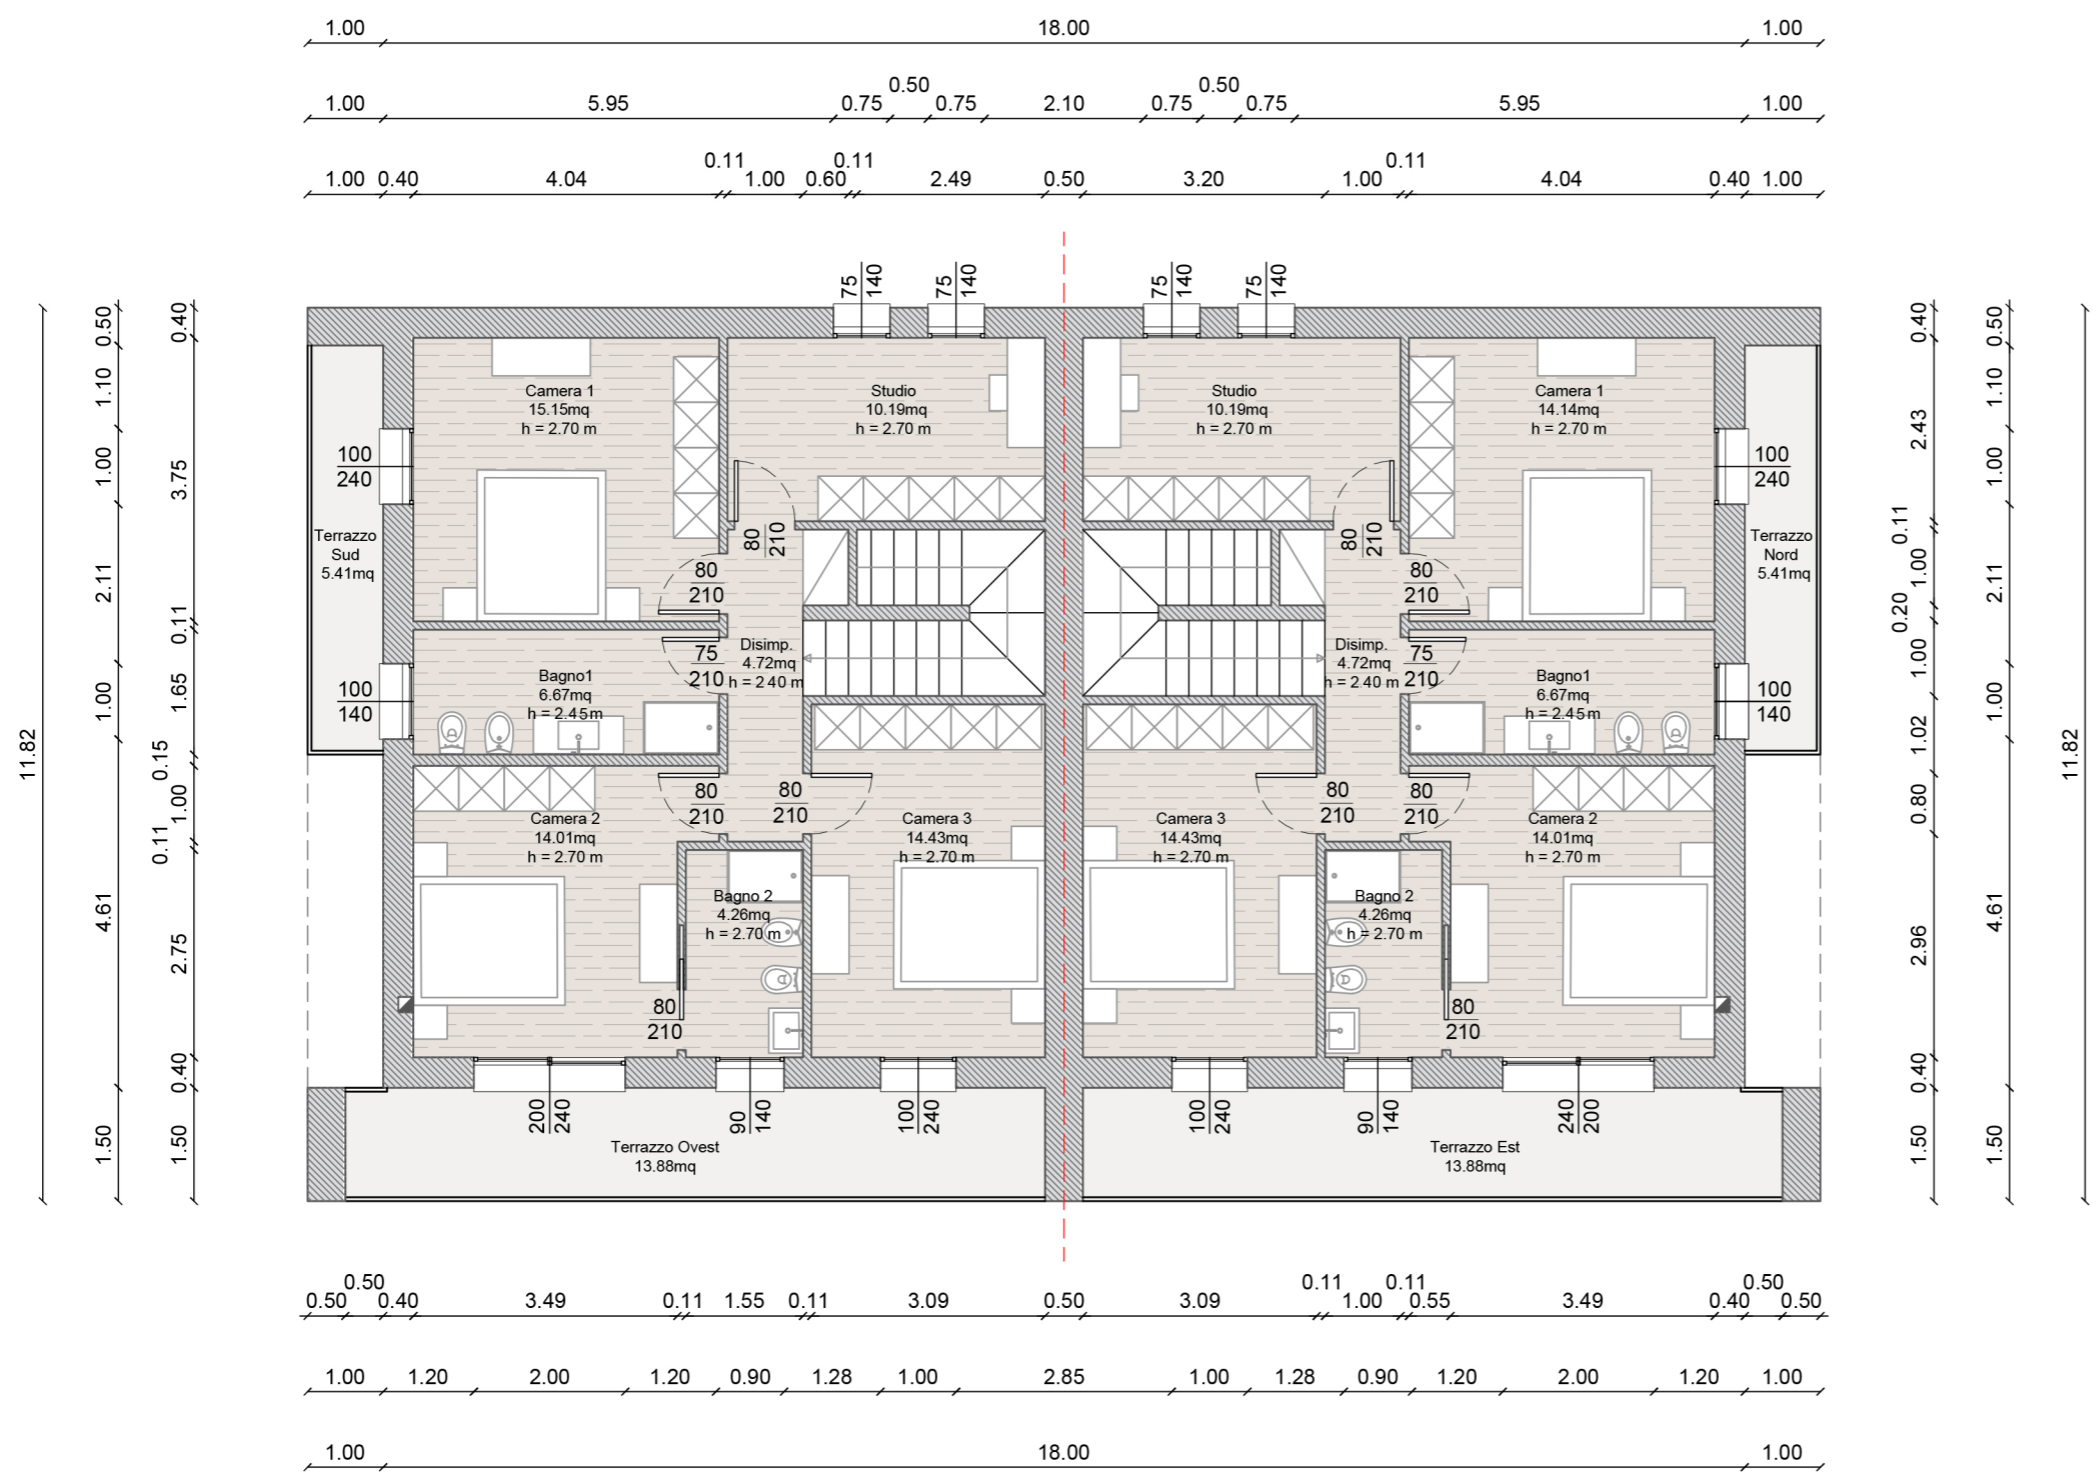 1.00 18.00 1.00
0.50 0.50
1.00 5.95 0.75 0.75 2.10 0.75 0.75 5.95 1.00
0.11 0.11 0.11
1.00 0.40 4.04 1.00 0.60 2.49 0.50 3.20 1.00 4.04 0.40 1.00
75 140 75 140 75 140 75 140
11.82
0.50 1.10 1.00 2.11 1.00 4.61 1.50
0.40 3.75 0.11 1.65 0.15 1.00 0.11 2.75 0.40 1.50
Camera 1
15.15mq
h = 2.70 m
Studio
10.19mq
h = 2.70 m
Studio
10.19mq
h = 2.70 m
Camera 1
14.14mq
h = 2.70 m
100
240
100
240
Terrazzo
Sud
5.41mq
Terrazzo
Nord
5.41mq
80
210
80
210
80
210
80
210
Disimp.
4.72mq
h = 2.40 m
Disimp.
4.72mq
h = 2.40 m
75
210
75
210
Bagno1
6.67mq
h = 2.45m
Bagno1
6.67mq
h = 2.45m
100
140
100
140
80
210
80
210
80
210
80
210
Camera 2
14.01mq
h = 2.70 m
Camera 3
14.43mq
h = 2.70 m
Camera 3
14.43mq
h = 2.70 m
Camera 2
14.01mq
h = 2.70 m
Bagno 2
4.26mq
h = 2.70 m
Bagno 2
4.26mq
h = 2.70 m
80
210
80
210
200 240 90 140 100 240 100 240 90 140 240 200
Terrazzo Ovest
13.88mq
Terrazzo Est
13.88mq
0.40 2.43 0.11 1.00 0.20 1.00 1.02 0.80 2.96 0.40 1.50
0.50 1.10 1.00 2.11 1.00 4.61 1.50
11.82
0.50 0.11 0.11 0.50
0.50 0.40 3.49 0.11 1.55 0.11 3.09 0.50 3.09 1.00 0.55 3.49 0.40 0.50
1.00 1.20 2.00 1.20 0.90 1.28 1.00 2.85 1.00 1.28 0.90 1.20 2.00 1.20 1.00
1.00 18.00 1.00